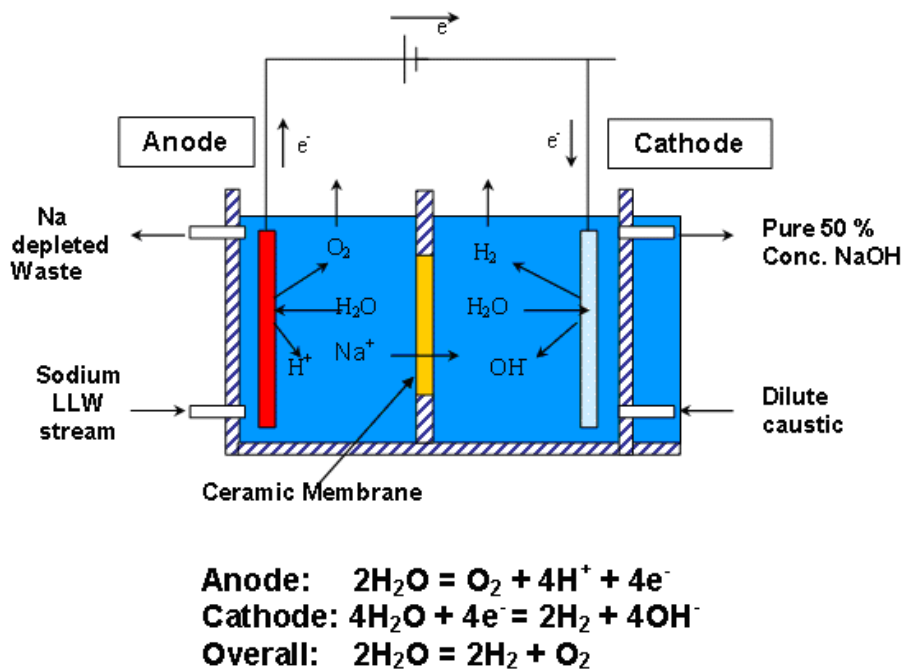 e
e⁻
e⁻
Anode
Cathode
Na
depleted
Waste
O₂
H₂
Pure 50 %
Conc. NaOH
H₂O
H₂O
Na⁺
H⁺
OH
Sodium
LLW
stream
Dilute
caustic
Ceramic Membrane
Anode: 2H₂O = O₂ + 4H⁺ + 4e⁻
Cathode: 4H₂O + 4e⁻ = 2H₂ + 4OH⁻
Overall: 2H₂O = 2H₂ + O₂